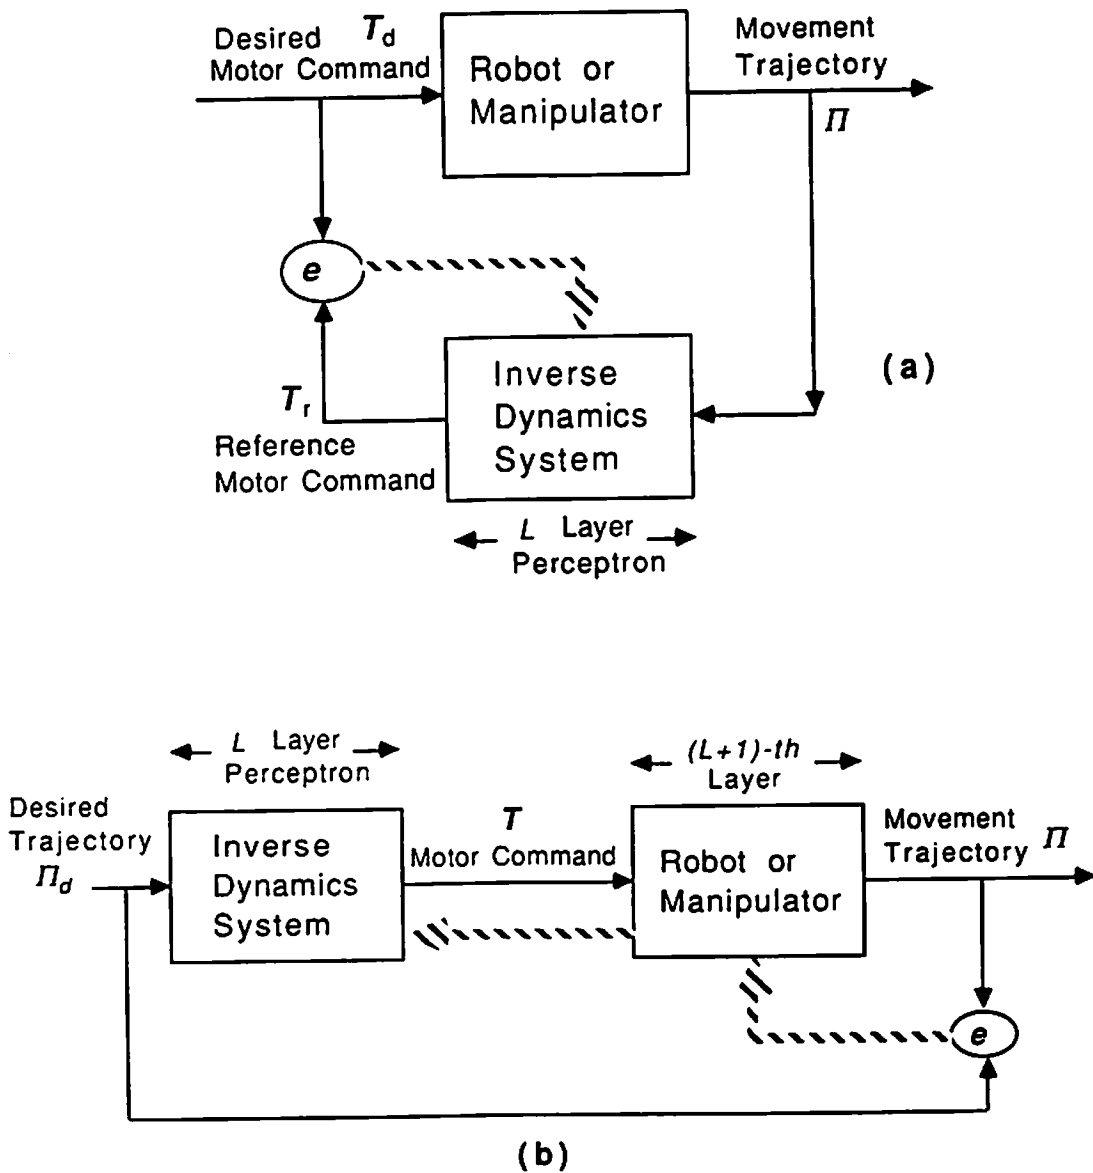 Desired T_d
Motor Command
Robot or
Manipulator
Movement
Trajectory
Π
e
T_r
Reference
Motor Command
Inverse
Dynamics
System
(a)
L Layer
Perceptron
L Layer
Perceptron
(L+1)-th
Layer
Desired
Trajectory
Π_d
Inverse
Dynamics
System
T
Motor Command
Robot or
Manipulator
Movement
Trajectory Π
e
(b)